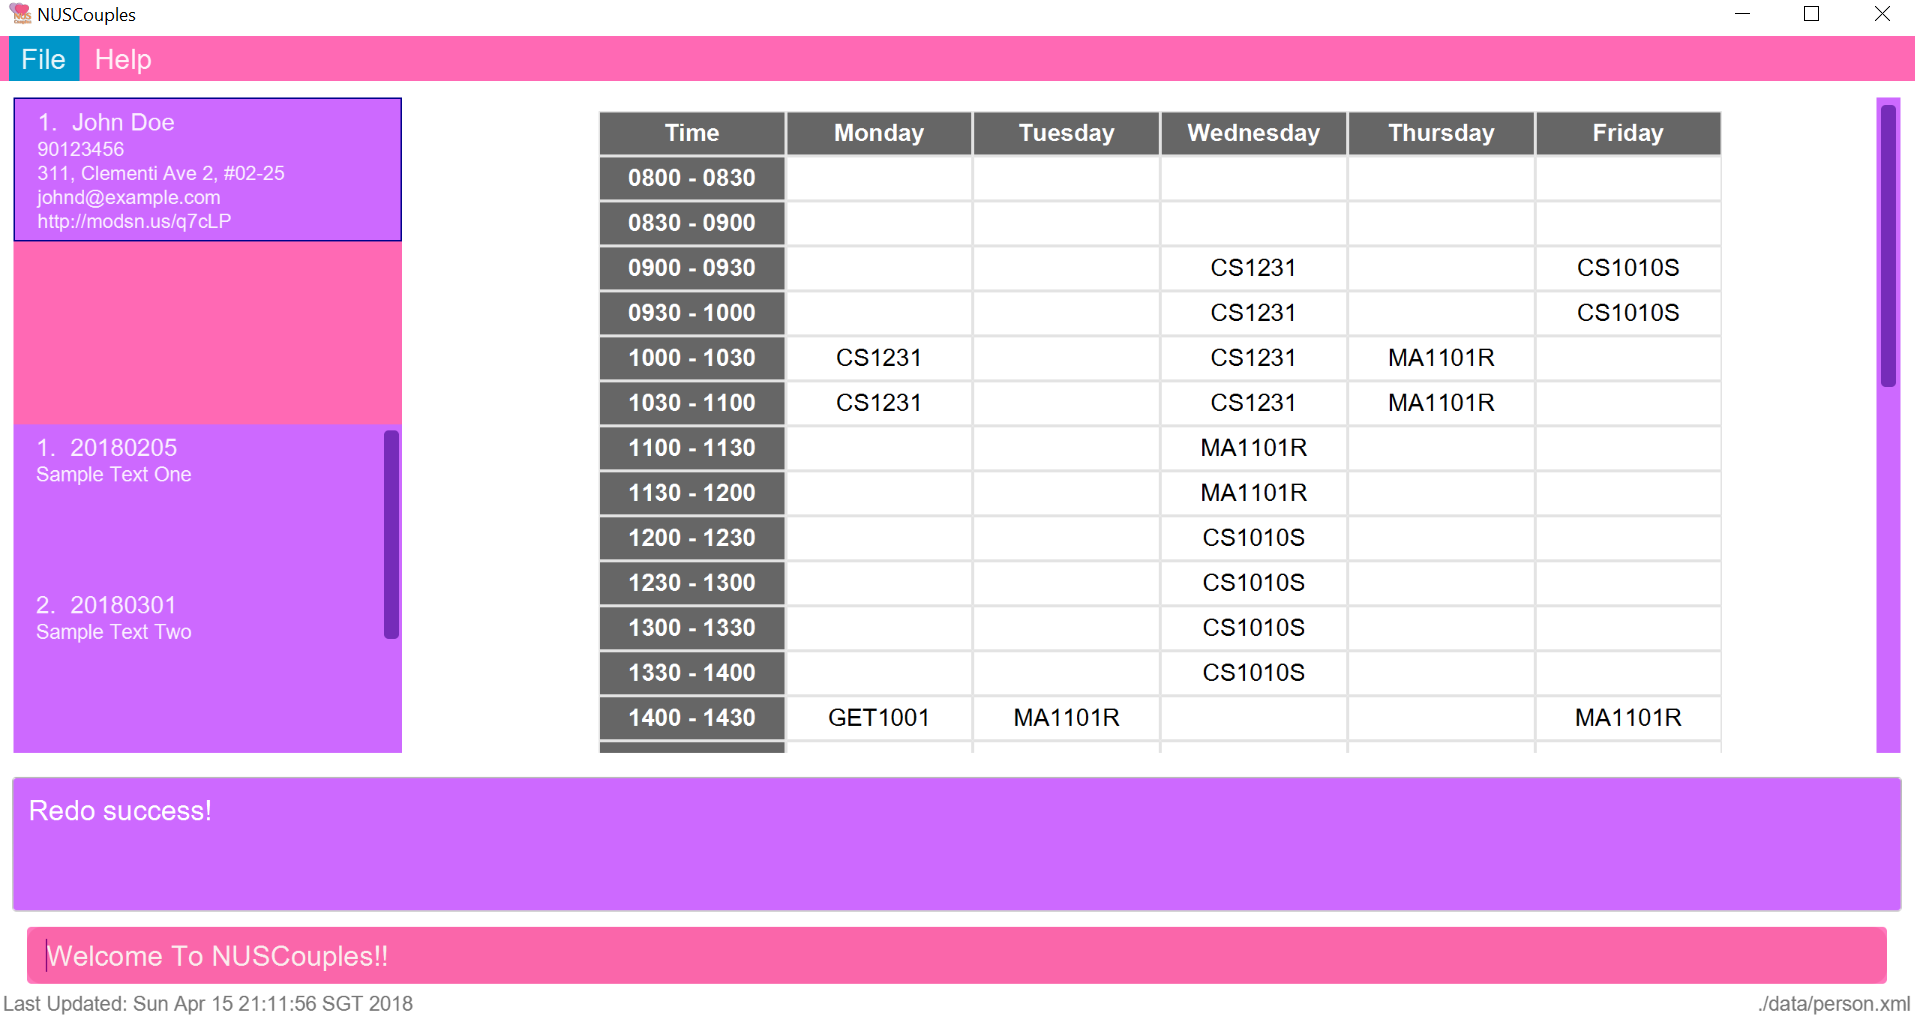 NUSCouples
File Help
1. John Doe
90123456
311, Clementi Ave 2, #02-25
johnd@example.com
http://modsn.us/q7cLP
1. 20180205
Sample Text One
2. 20180301
Sample Text Two
Time Monday Tuesday Wednesday Thursday Friday
0800 - 0830
0830 - 0900
0900 - 0930 CS1231 CS1010S
0930 - 1000 CS1231 CS1010S
1000 - 1030 CS1231 CS1231 MA1101R
1030 - 1100 CS1231 CS1231 MA1101R
1100 - 1130 MA1101R
1130 - 1200 MA1101R
1200 - 1230 CS1010S
1230 - 1300 CS1010S
1300 - 1330 CS1010S
1330 - 1400 CS1010S
1400 - 1430 GET1001 MA1101R MA1101R
Redo success!
Welcome To NUSCouples!!
Last Updated: Sun Apr 15 21:11:56 SGT 2018 ./data/person.xml